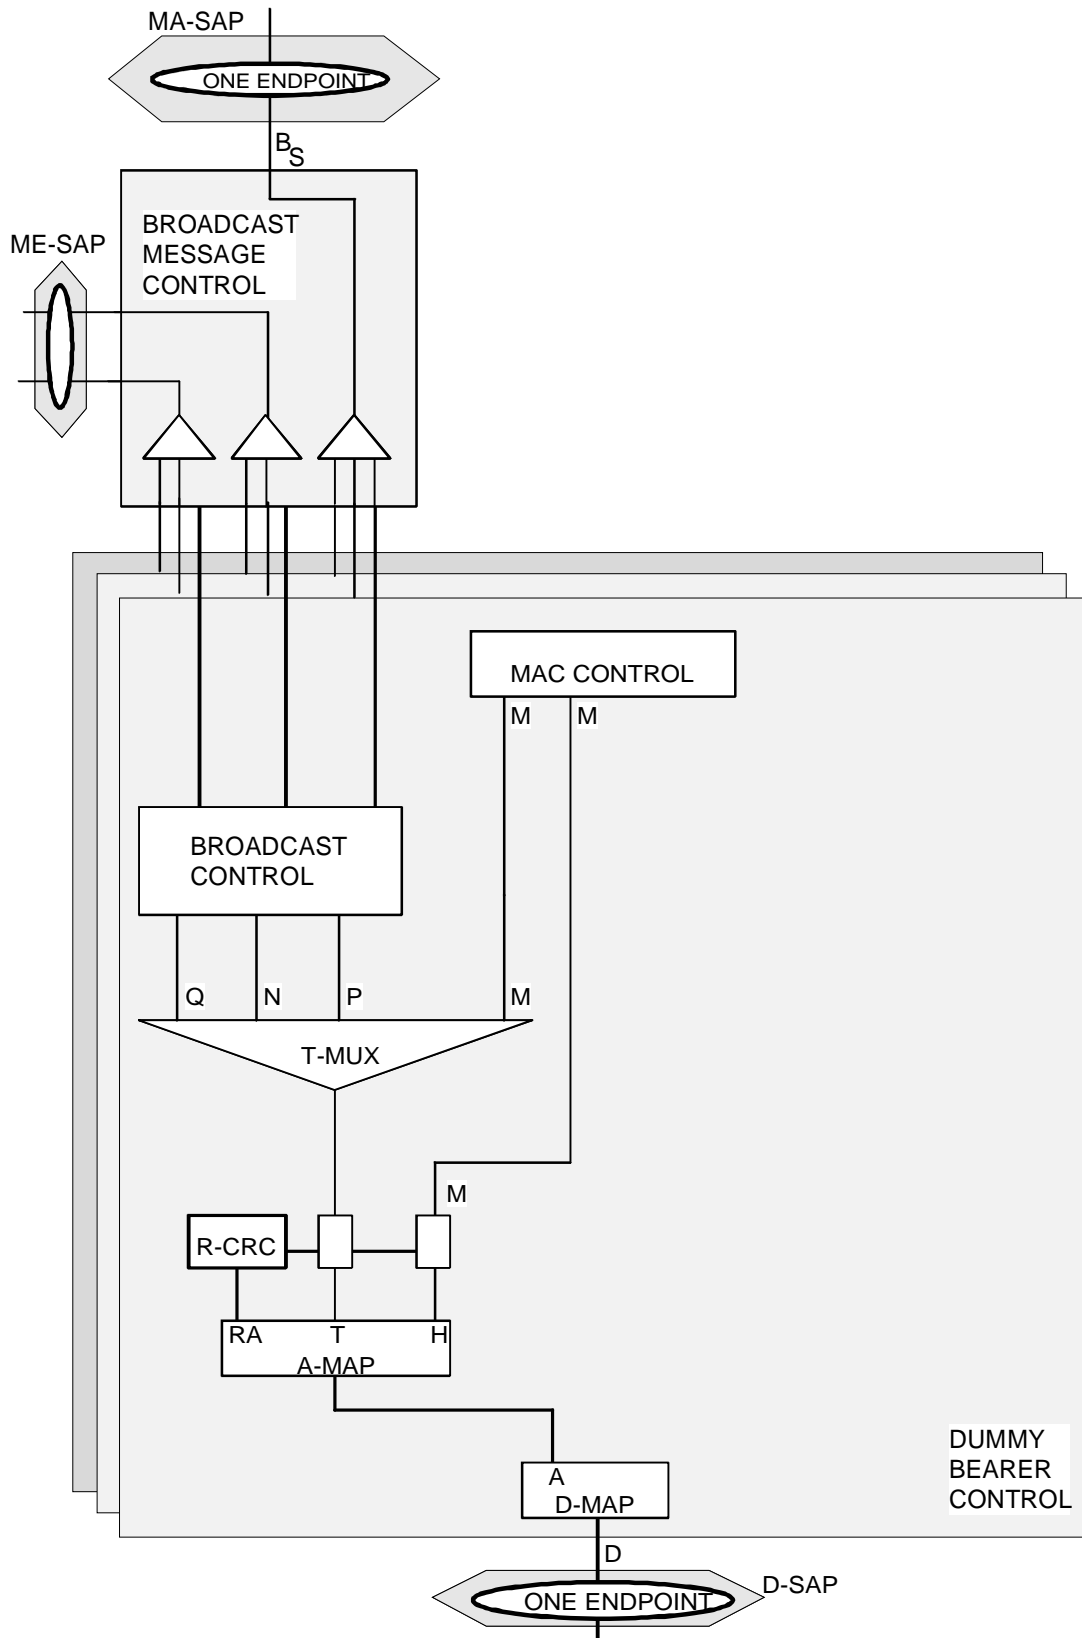 MA-SAP
ONE ENDPOINT
BS
BROADCAST
MESSAGE
CONTROL
ME-SAP
MAC CONTROL
M M
BROADCAST
CONTROL
Q N P M
T-MUX
M
R-CRC
RA T H
A-MAP
A
D-MAP
DUMMY
BEARER
CONTROL
D
D-SAP
ONE ENDPOINT